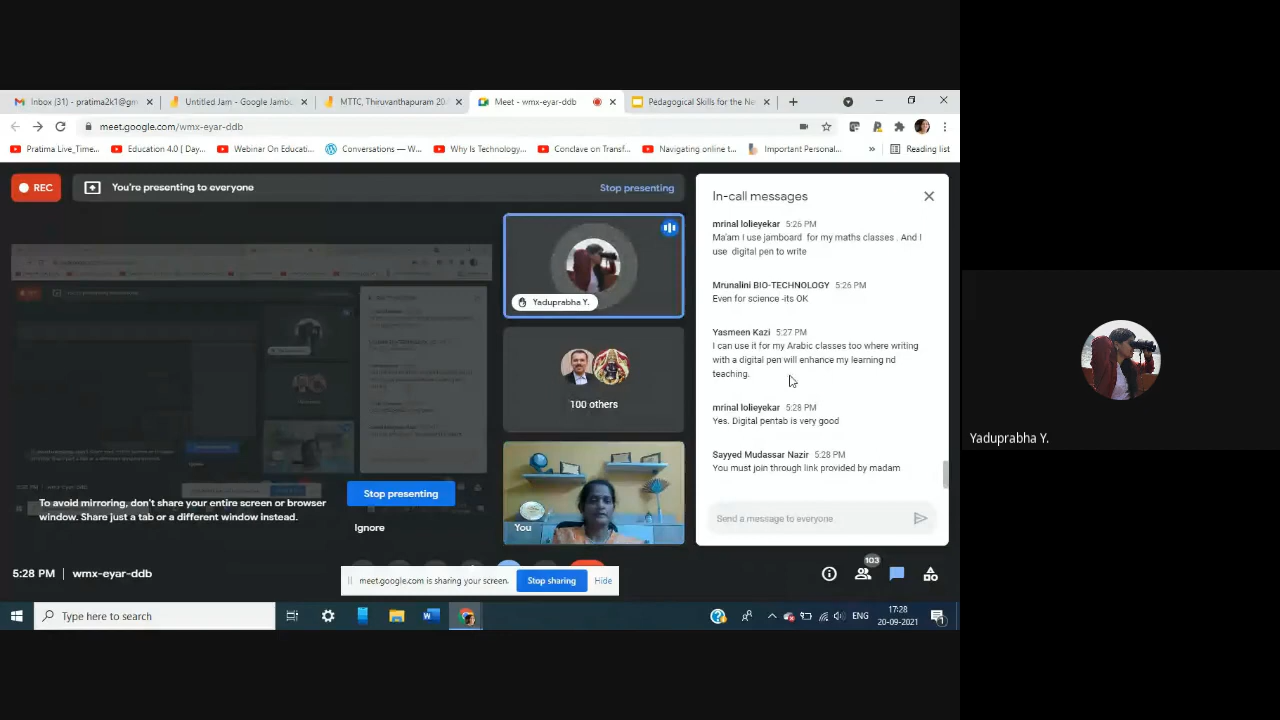 Inbox (31) - pratima2k1@gm
Untitled Jam - Google Jambo
MTTC, Thiruvanthapuram 20
Meet - wmx-eyar-ddb
Pedagogical Skills for the Ne
meet.google.com/wmx-eyar-ddb
Pratima Live_Time...
Education 4.0 | Day...
Webinar On Educati...
Conversations — W...
Why Is Technology...
Conclave on Transf...
Navigating online t...
Important Personal...
»
Reading list
REC
You're presenting to everyone
Stop presenting
Yaduprabha Y.
100 others
You
To avoid mirroring, don't share your entire screen or browser
window. Share just a tab or a different window instead.
Stop presenting
Ignore
In-call messages
mrinal lolieyekar 5:26 PM
Ma'am I use jamboard for my maths classes . And I
use digital pen to write
Mrunalini BIO-TECHNOLOGY 5:26 PM
Even for science -its OK
Yasmeen Kazi 5:27 PM
I can use it for my Arabic classes too where writing
with a digital pen will enhance my learning nd
teaching.
mrinal lolieyekar 5:28 PM
Yes. Digital pentab is very good
Sayyed Mudassar Nazir 5:28 PM
You must join through link provided by madam
Send a message to everyone
5:28 PM | wmx-eyar-ddb
meet.google.com is sharing your screen.
Stop sharing
Hide
103
Type here to search
ENG
17:28
20-09-2021
Yaduprabha Y.